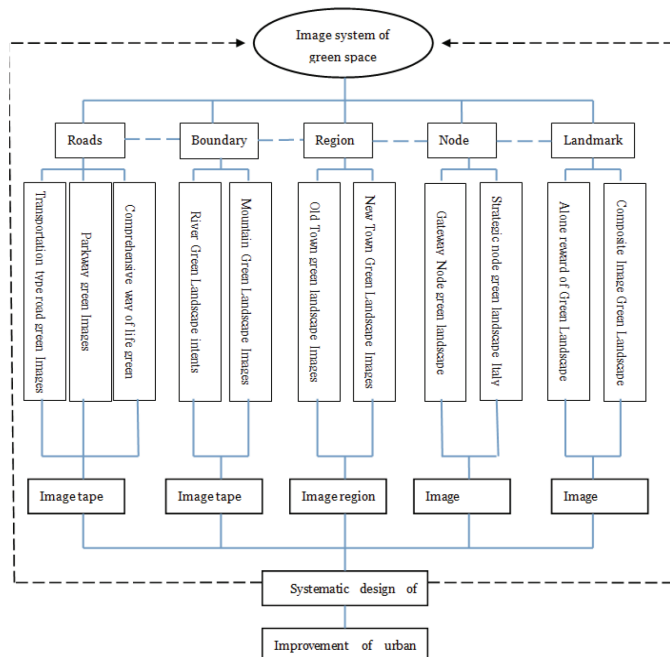 Image system of
green space
Roads
Boundary
Region
Node
Landmark
Transportation type road green Images
Parkway green Images
Comprehensive way of life green
River Green Landscape intents
Mountain Green Landscape Images
Old Town green landscape Images
New Town Green Landscape Images
Gateway Node green landscape
Strategic node green landscape Italy
Alone reward of Green Landscape
Composite Image Green Landscape
Image tape
Image tape
Image region
Image
Image
Systematic design of
Improvement of urban